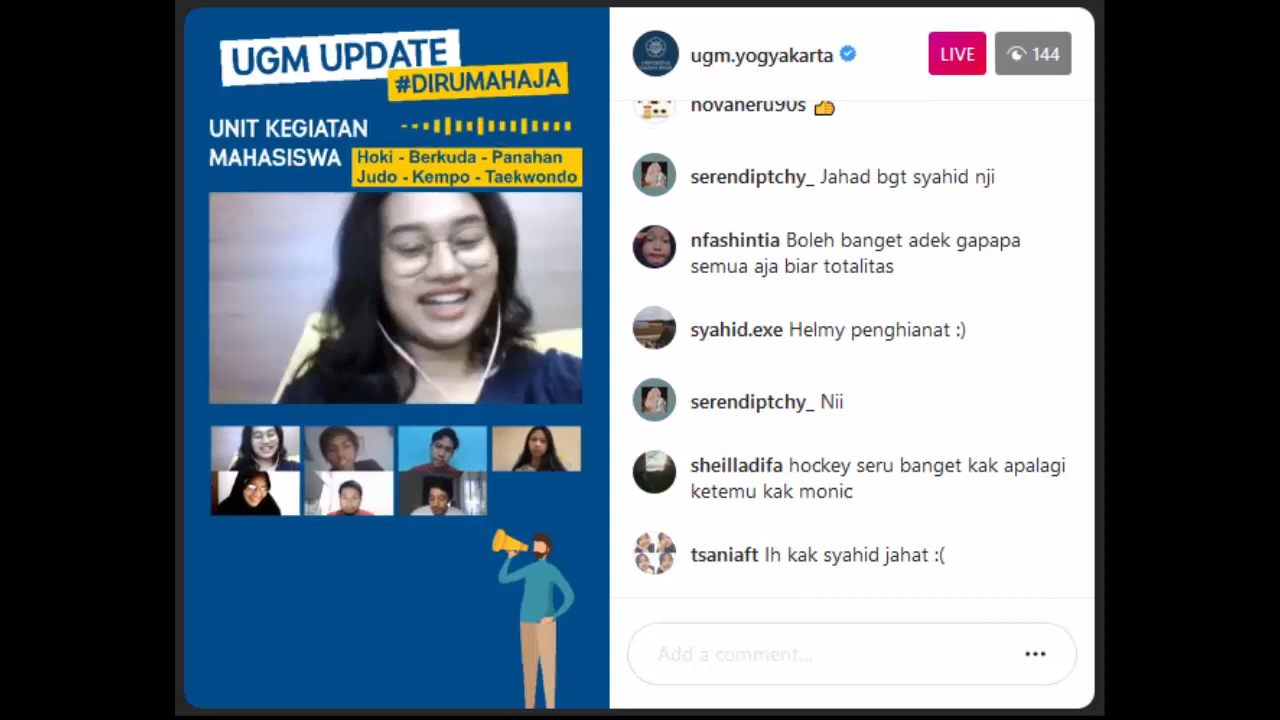 UGM UPDATE
#DIRUMAHAJA
UNIT KEGIATAN
MAHASISWA
Hoki - Berkuda - Panahan
Judo - Kempo - Taekwondo
ugm.yogyakarta
LIVE
144
novaheru90s 👍
serendiptchy_ Jahad bgt syahid nji
nfashintia Boleh banget adek gapapa
semua aja biar totalitas
syahid.exe Helmy penghianat :)
serendiptchy_ Nii
sheilladifa hockey seru banget kak apalagi
ketemu kak monic
tsaniaft Ih kak syahid jahat :(
Add a comment...